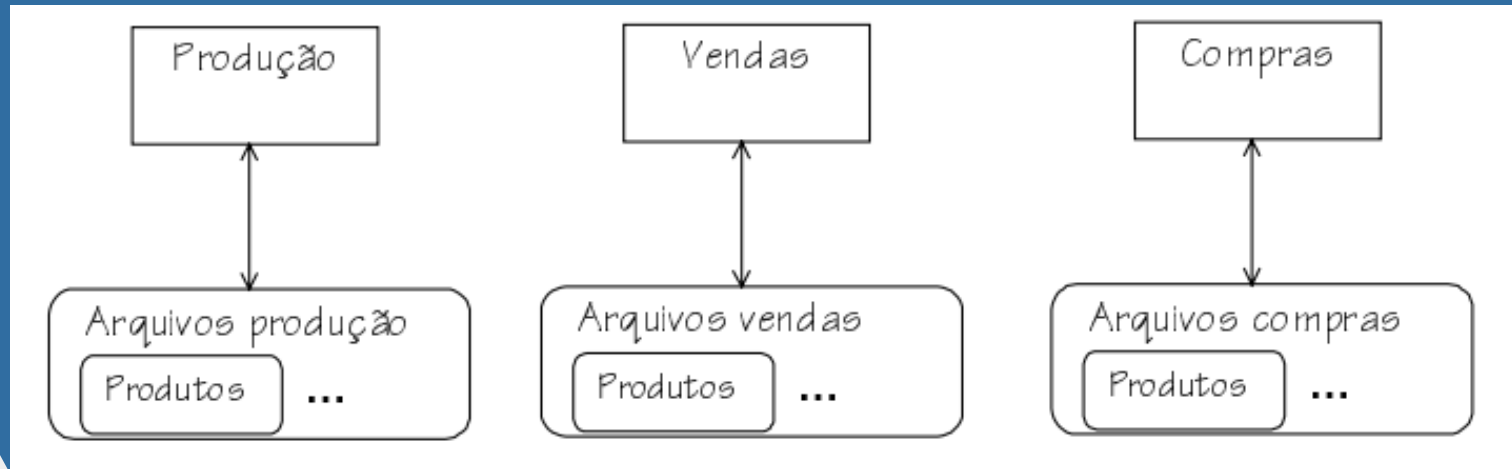 Produção
Vendas
Compras
Arquivos produção
Produtos ...
Arquivos vendas
Produtos ...
Arquivos compras
Produtos ...